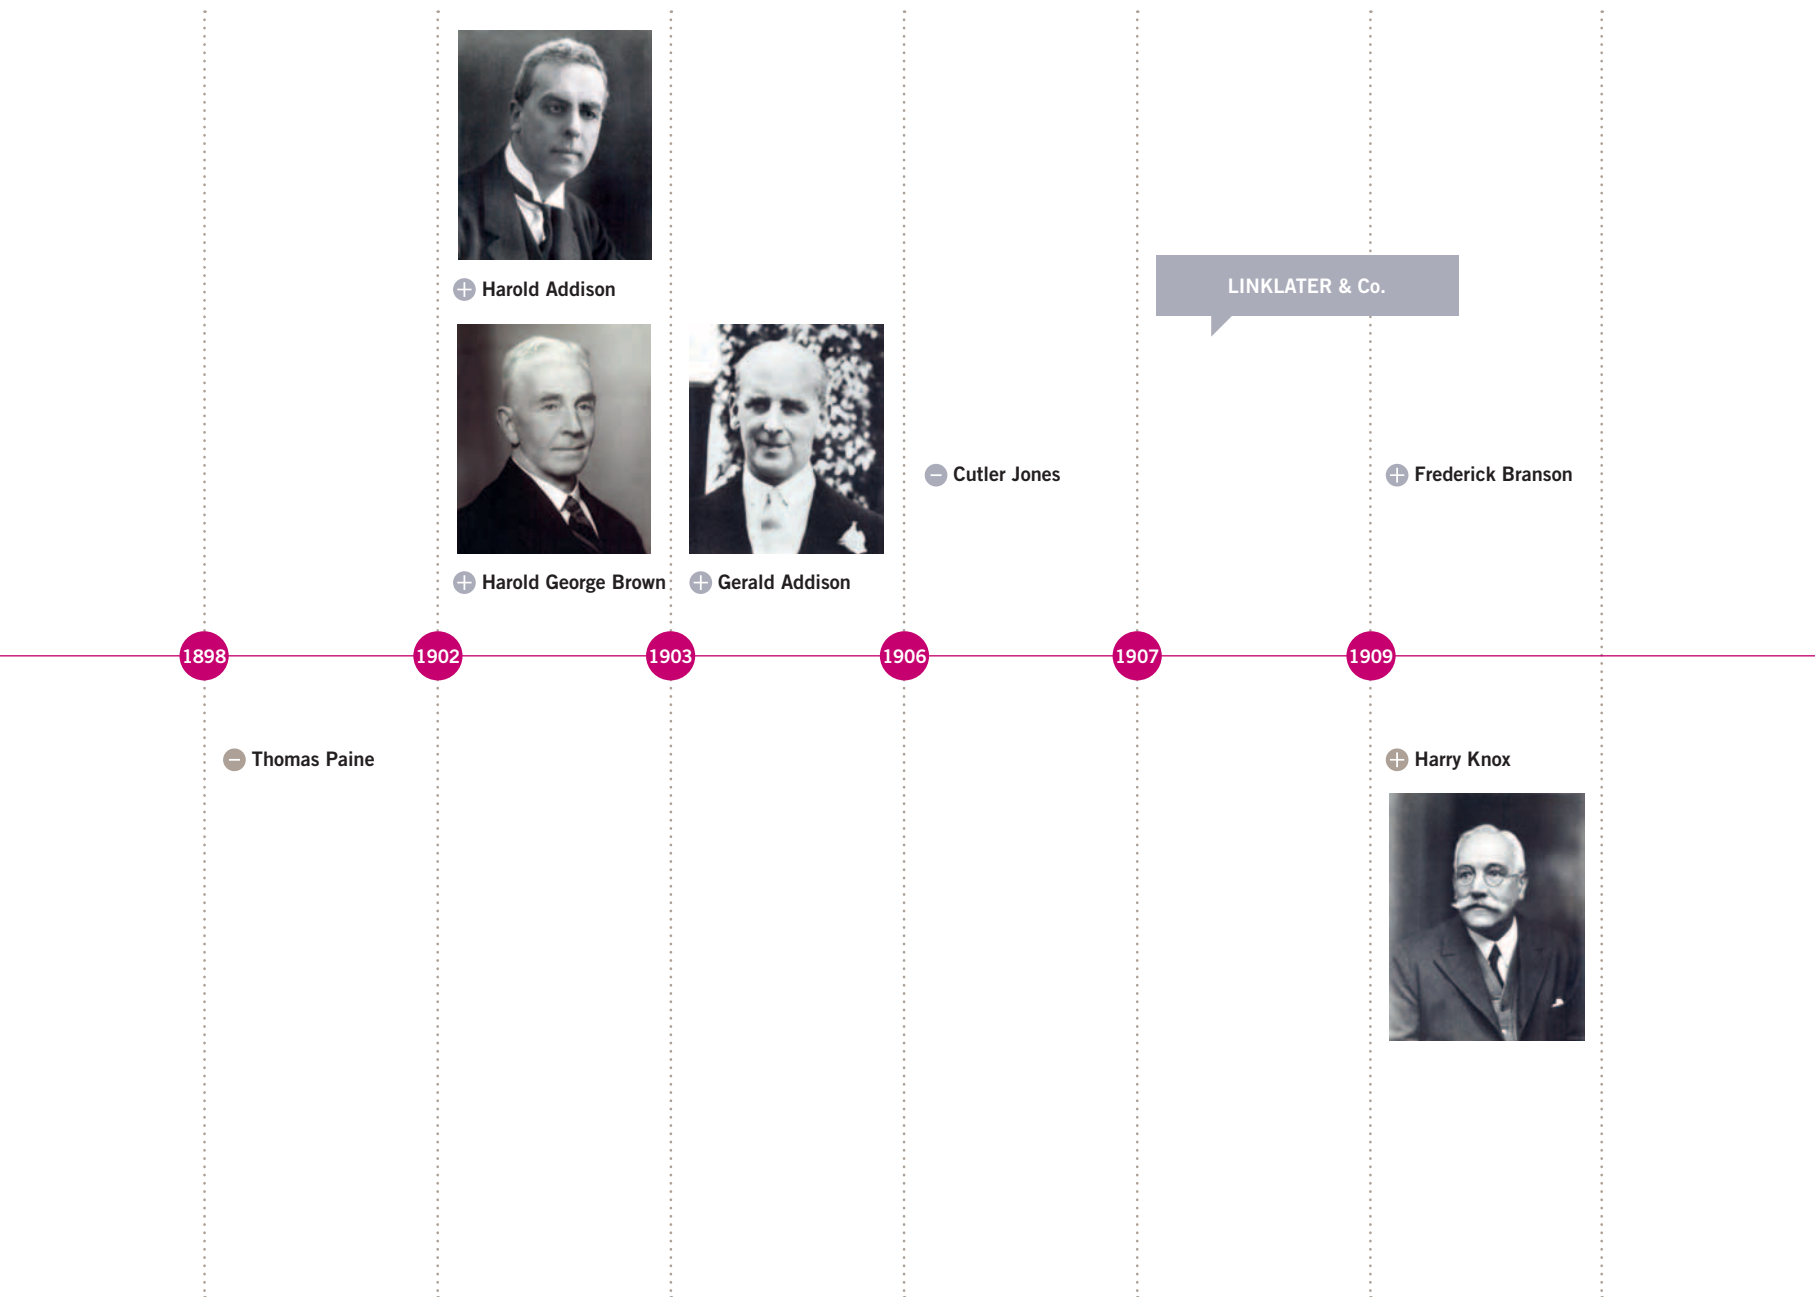 Harold Addison
LINKLATER & Co.
Cutler Jones
Frederick Branson
Harold George Brown
Gerald Addison
1898
1902
1903
1906
1907
1909
Thomas Paine
Harry Knox